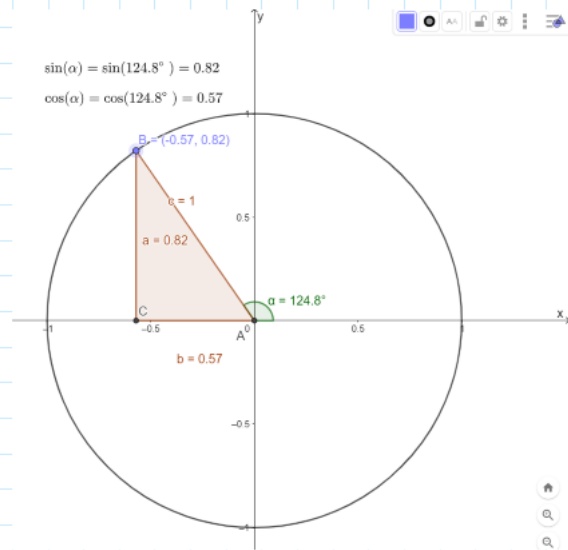 y
AA
sin(α) = sin(124.8° ) = 0.82
cos(α) = cos(124.8° ) = 0.57
1
B = (-0.57, 0.82)
c = 1
0.5
a = 0.82
α = 124.8°
C
x
-1
-0.5
0
0.5
1
A
b = 0.57
-0.5
-1